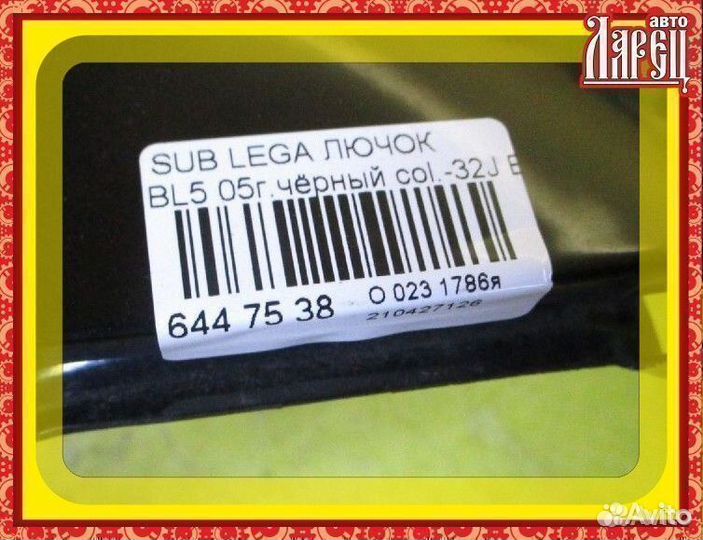 авто
Ларец
SUB LEGA ЛЮЧОК
BL5 05г.чёрный col.-32J
644 75 38 O 023 1786я
210427126
Avito